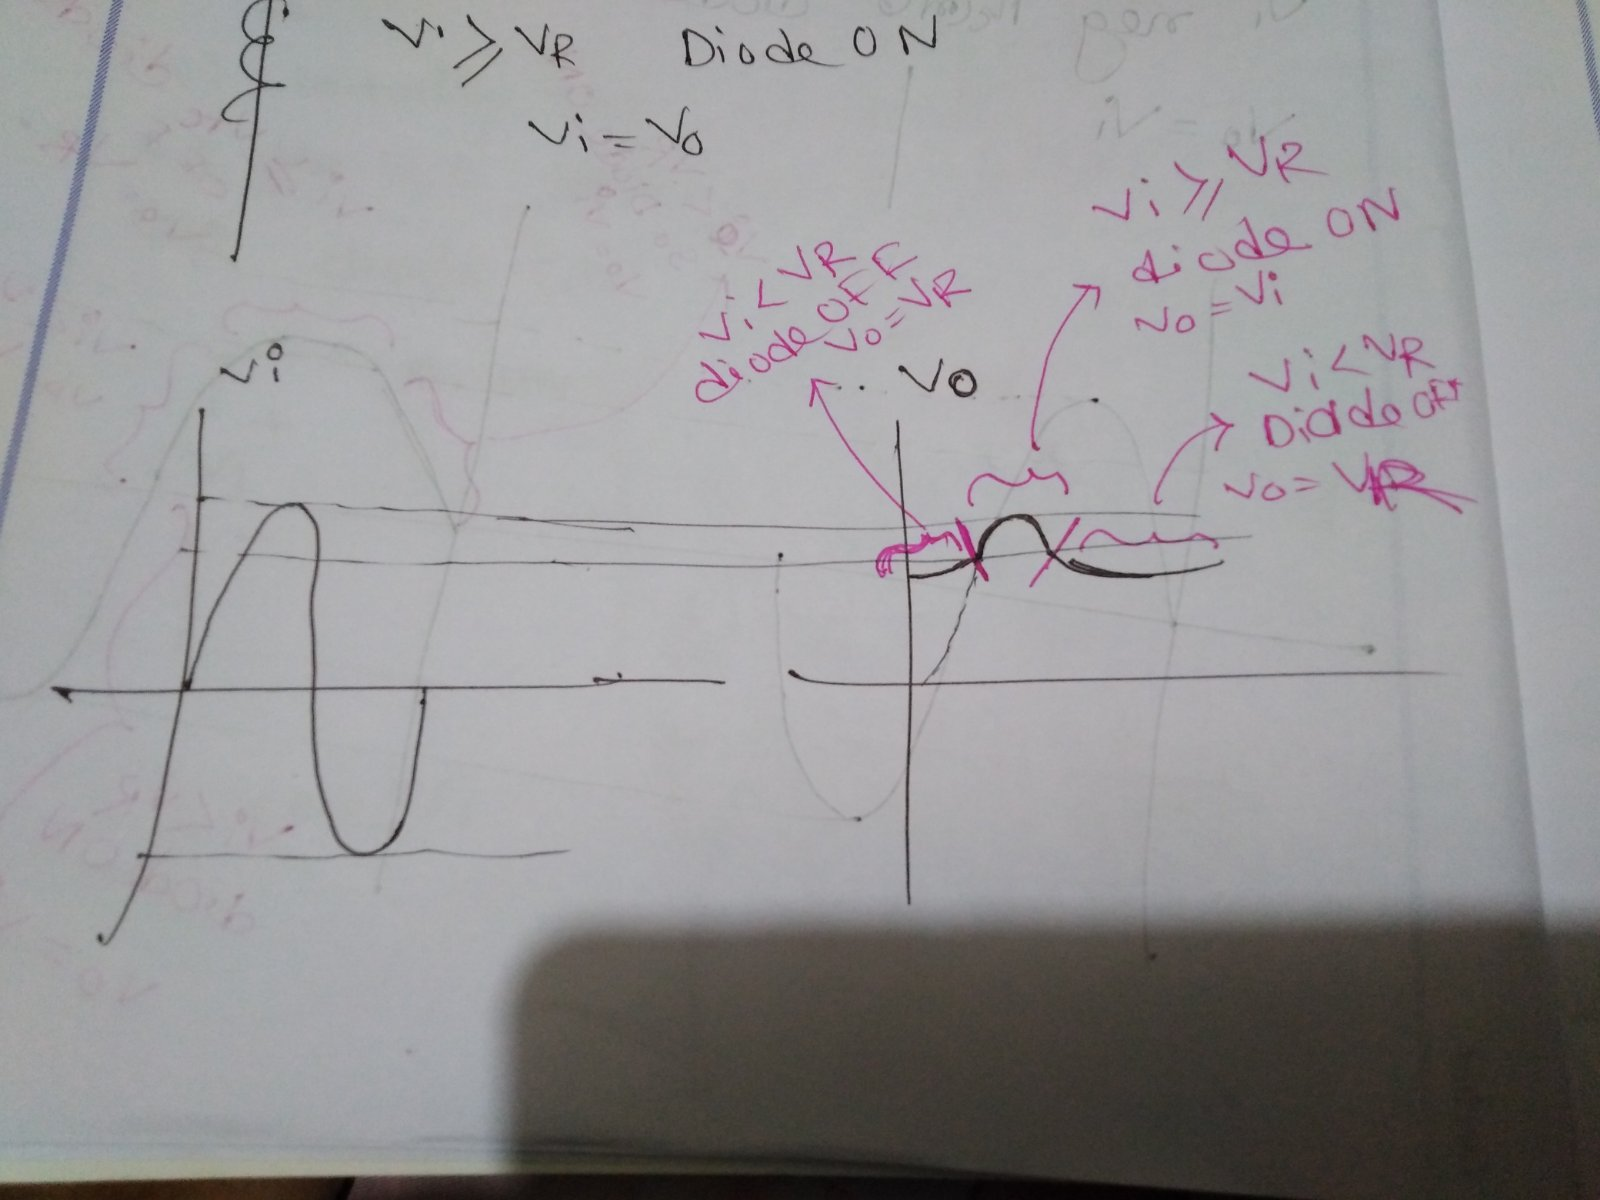 Vi ≥ VR Diode ON
Vi = Vo
Vi ≥ VR
diode ON
Vo = Vi
Vi < VR
diode OFF
Vo = VR
Vi < VR
Diode OFF
Vo = VR
Vi
Vo